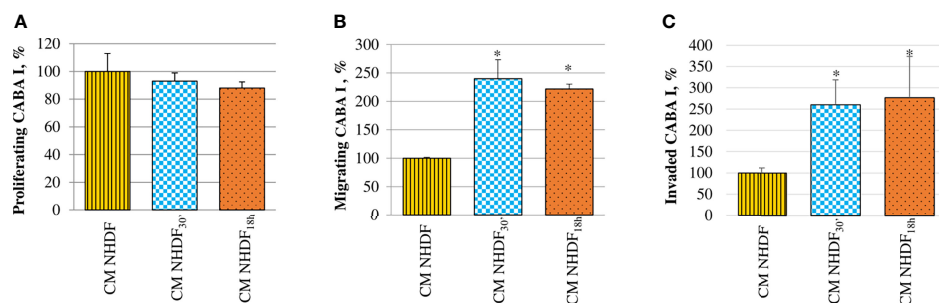 A
Proliferating CABA I, %
120
100
80
60
40
20
0
CM NHDF
CM NHDF30'
CM NHDF18h
B
Migrating CABA I, %
300
250
200
150
100
50
0
*
*
CM NHDF
CM NHDF30'
CM NHDF18h
C
Invaded CABA I, %
400
350
300
250
200
150
100
50
0
*
*
CM NHDF
CM NHDF30'
CM NHDF18h